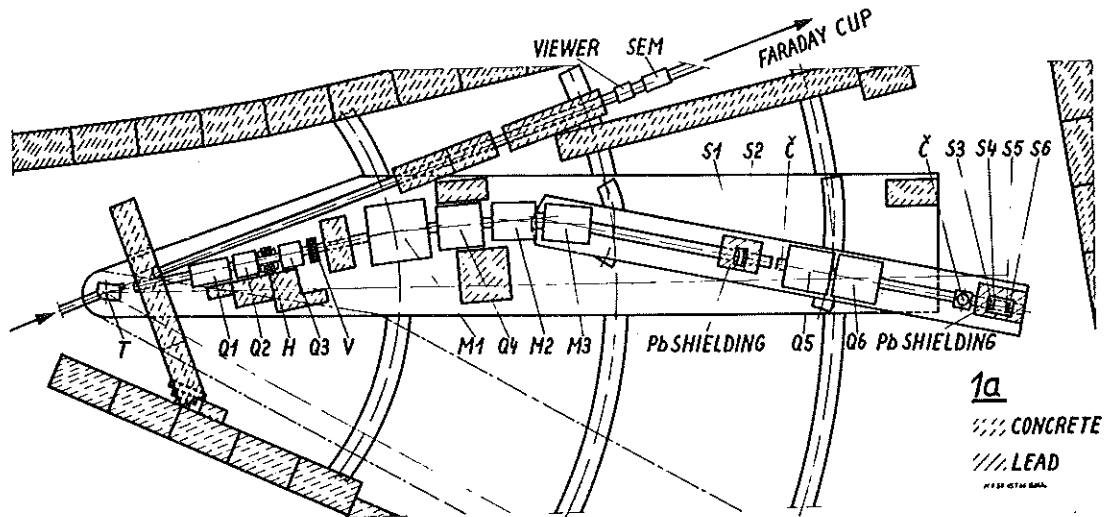 VIEWER
SEM
FARADAY CUP
S1
S2
Č
Č
S3
S4
S5
S6
T
Q1
Q2
H
Q3
V
M1
Q4
M2
M3
Pb SHIELDING
Q5
Q6
Pb SHIELDING
1a
CONCRETE
LEAD